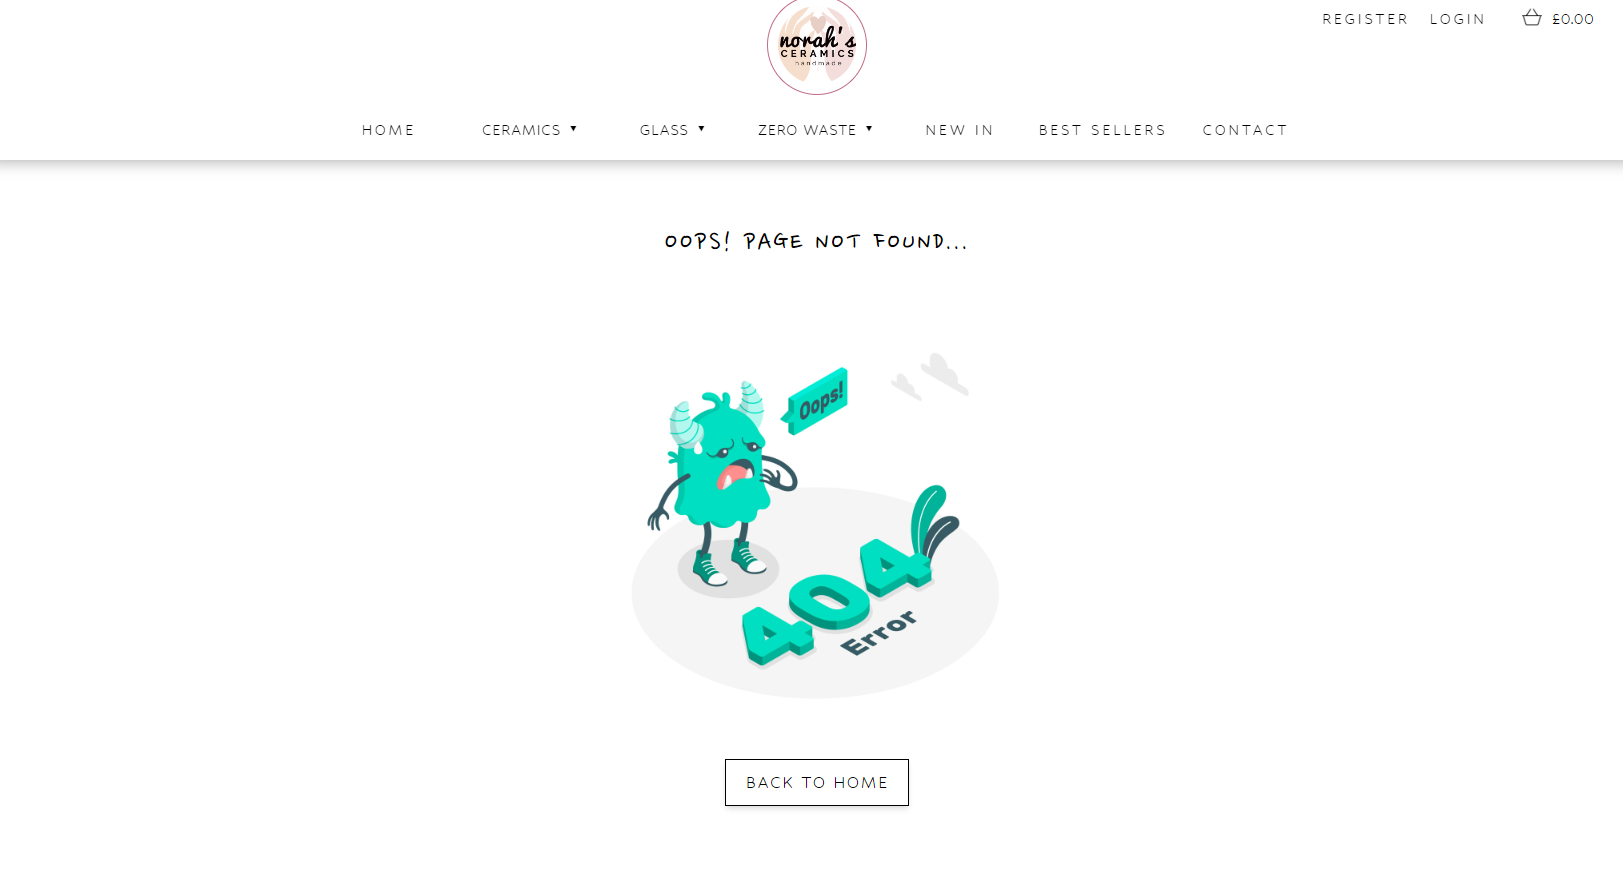 norah's
CERAMICS
handmade
REGISTER LOGIN £0.00
HOME CERAMICS ▼ GLASS ▼ ZERO WASTE ▼ NEW IN BEST SELLERS CONTACT
OOPS! PAGE NOT FOUND...
Oops!
404
Error
BACK TO HOME